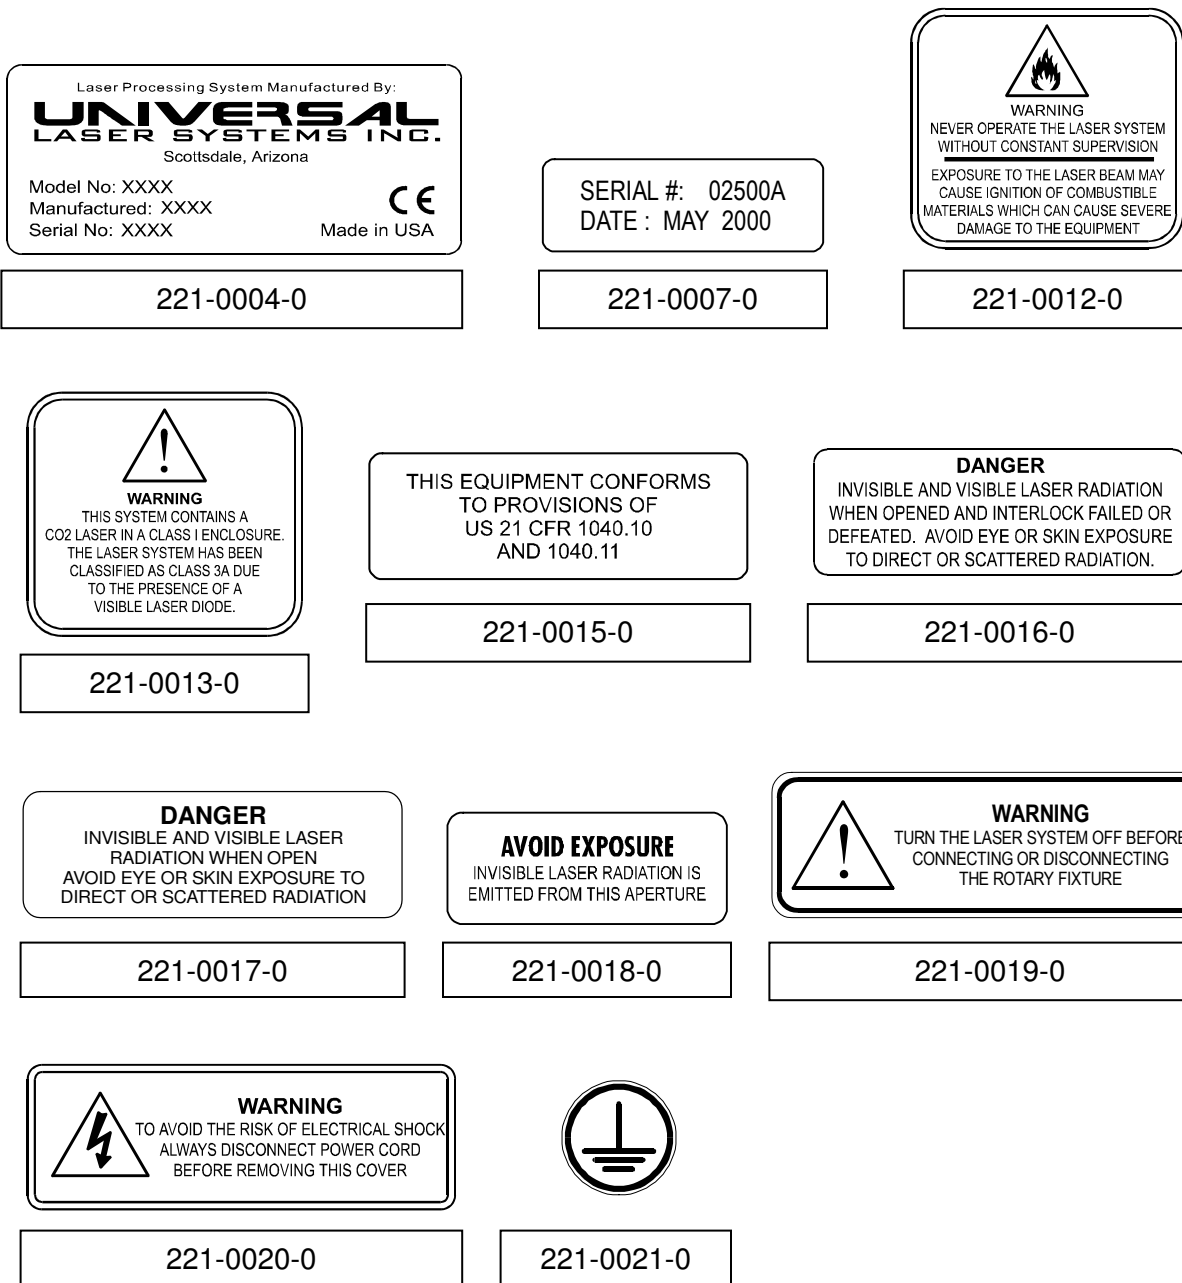 Laser Processing System Manufactured By:
UNIVERSAL
LASER SYSTEMS INC.
Scottsdale, Arizona
Model No: XXXX
Manufactured: XXXX
Serial No: XXXX
CE
Made in USA
221-0004-0
SERIAL #: 02500A
DATE : MAY 2000
221-0007-0
WARNING
NEVER OPERATE THE LASER SYSTEM
WITHOUT CONSTANT SUPERVISION
EXPOSURE TO THE LASER BEAM MAY
CAUSE IGNITION OF COMBUSTIBLE
MATERIALS WHICH CAN CAUSE SEVERE
DAMAGE TO THE EQUIPMENT
221-0012-0
!
WARNING
THIS SYSTEM CONTAINS A
CO2 LASER IN A CLASS I ENCLOSURE.
THE LASER SYSTEM HAS BEEN
CLASSIFIED AS CLASS 3A DUE
TO THE PRESENCE OF A
VISIBLE LASER DIODE.
221-0013-0
THIS EQUIPMENT CONFORMS
TO PROVISIONS OF
US 21 CFR 1040.10
AND 1040.11
221-0015-0
DANGER
INVISIBLE AND VISIBLE LASER RADIATION
WHEN OPENED AND INTERLOCK FAILED OR
DEFEATED. AVOID EYE OR SKIN EXPOSURE
TO DIRECT OR SCATTERED RADIATION.
221-0016-0
DANGER
INVISIBLE AND VISIBLE LASER
RADIATION WHEN OPEN
AVOID EYE OR SKIN EXPOSURE TO
DIRECT OR SCATTERED RADIATION
221-0017-0
AVOID EXPOSURE
INVISIBLE LASER RADIATION IS
EMITTED FROM THIS APERTURE
221-0018-0
!
WARNING
TURN THE LASER SYSTEM OFF BEFORE
CONNECTING OR DISCONNECTING
THE ROTARY FIXTURE
221-0019-0
WARNING
TO AVOID THE RISK OF ELECTRICAL SHOCK
ALWAYS DISCONNECT POWER CORD
BEFORE REMOVING THIS COVER
221-0020-0
221-0021-0